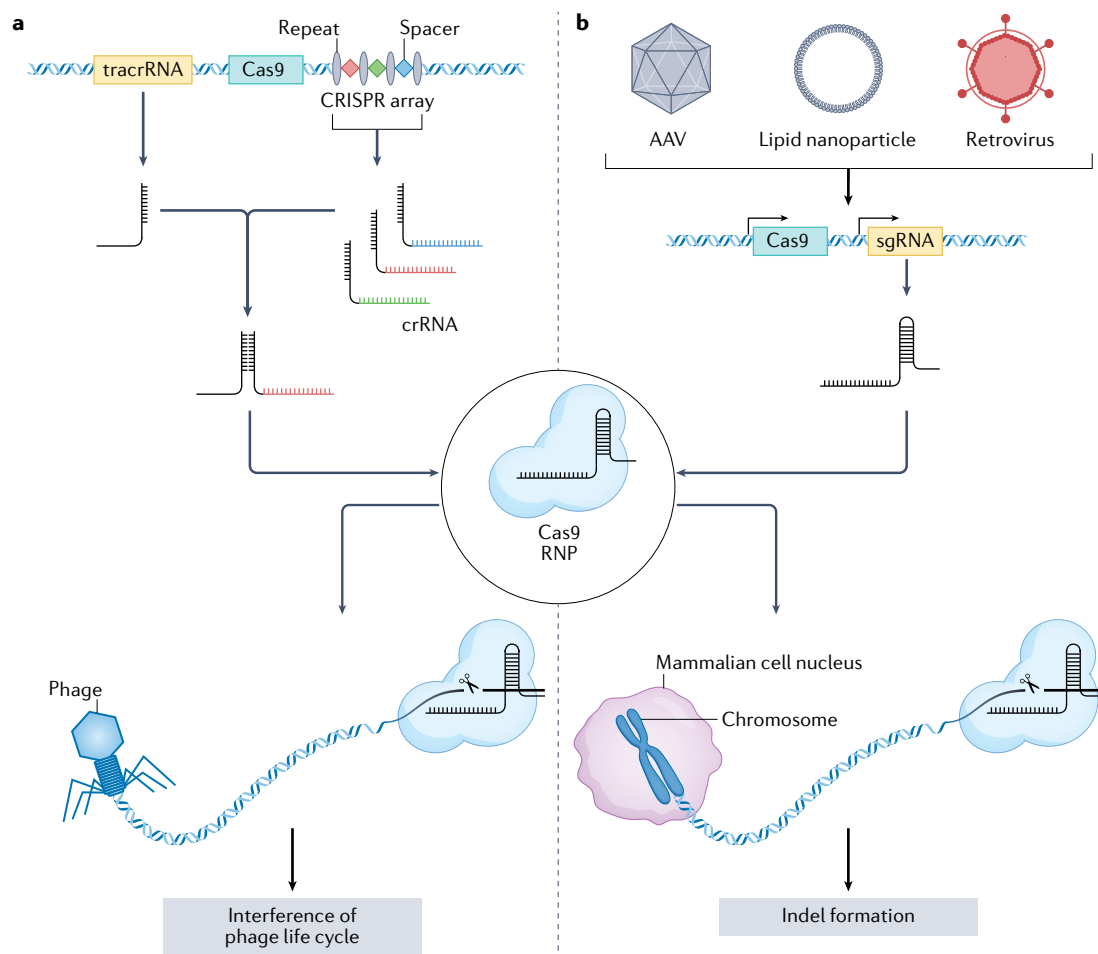 a
Repeat
Spacer
tracrRNA
Cas9
CRISPR array
crRNA
b
AAV
Lipid nanoparticle
Retrovirus
Cas9
sgRNA
Cas9
RNP
Phage
Interference of
phage life cycle
Mammalian cell nucleus
Chromosome
Indel formation